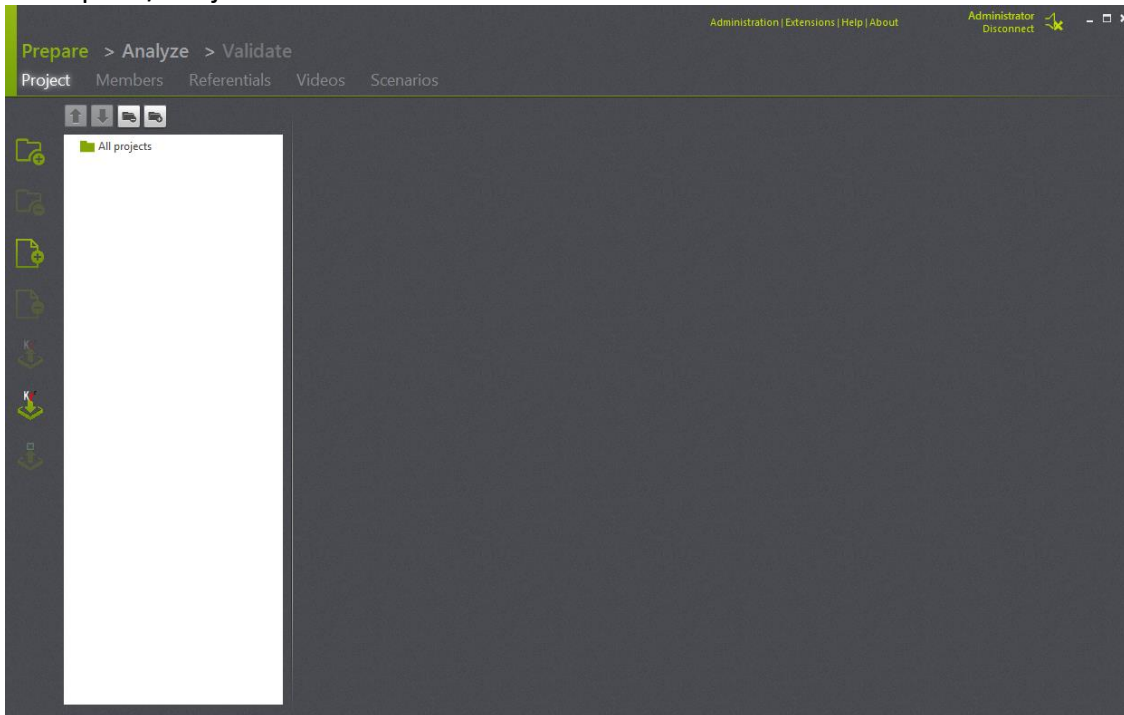 Administration | Extensions | Help | About
Administrator
Disconnect
Prepare > Analyze > Validate
Project Members Referentials Videos Scenarios
All projects